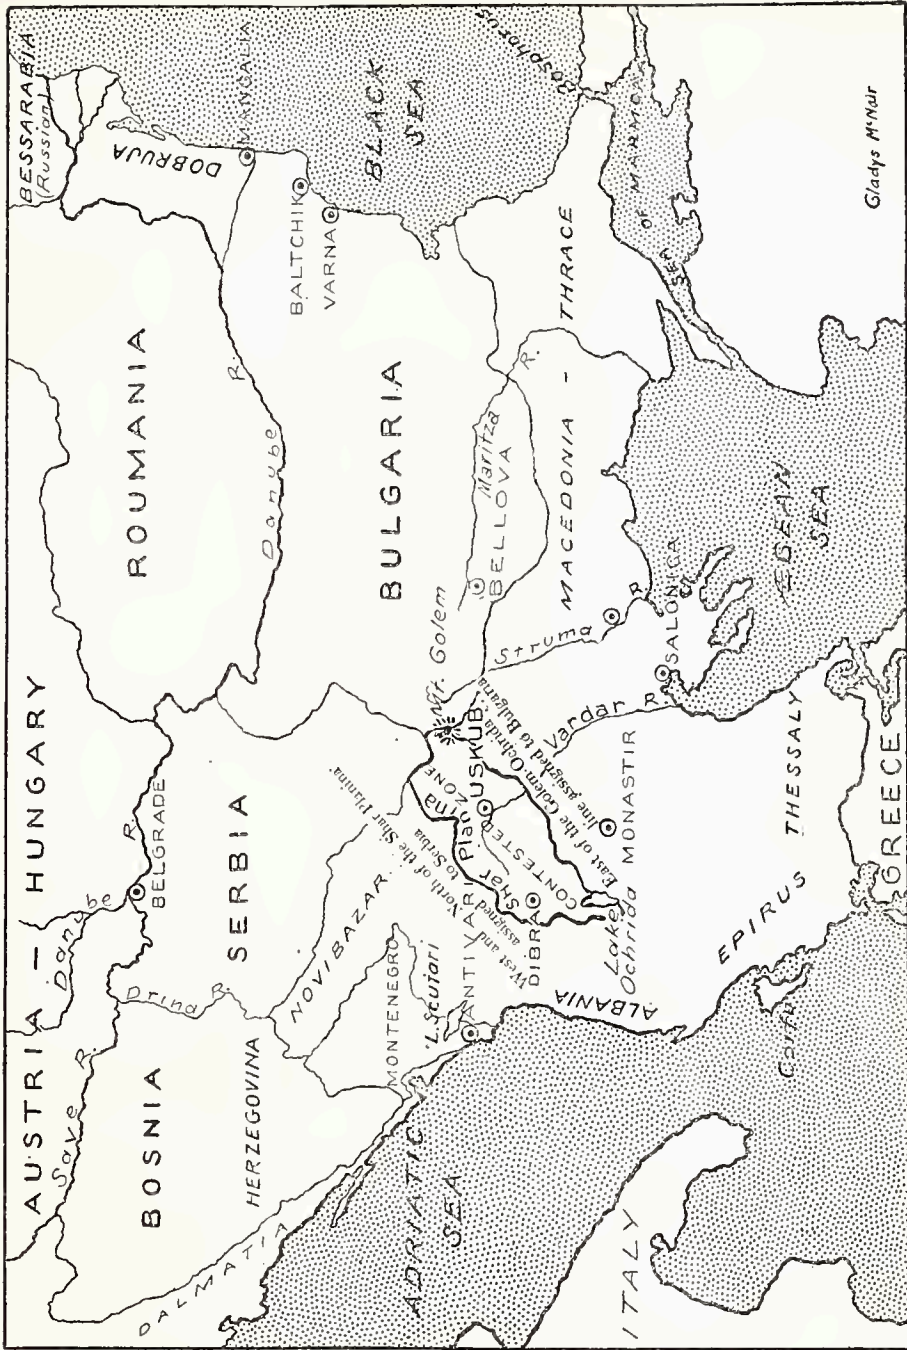 AUSTRIA — HUNGARY
BESSARABIA
(Russian)
Save R.
Danube R.
BELGRADE
ROUMANIA
DOBRUJA
MANGALIA
BOSNIA
Drina R.
SERBIA
Danube R.
BALTCHIK
VARNA
BLACK
SEA
HERZEGOVINA
NOVIBAZAR
BULGARIA
DALMATIA
MONTENEGRO
L. Stuiari
ANTIKARI
West and North of the Shar Planina
assigned to Serbia
Shar Planina
CONTESTED
ZONE
USKUB
Mt. Golem
East of the Golem-Ochrida
line assigned to Bulgaria
Maritza R.
BELLOVA
Bosphorus
ADRIATIC
SEA
DIBRA
ALBANIA
Lake
Ochrida
MONASTIR
Vardar R.
Struma R.
MACEDONIA -
THRACE
SEA OF MARMORA
SALONICA
ITALY
EPIRUS
Corfu
THESSALY
GREECE
ÆGEAN
SEA
Gladys McNair